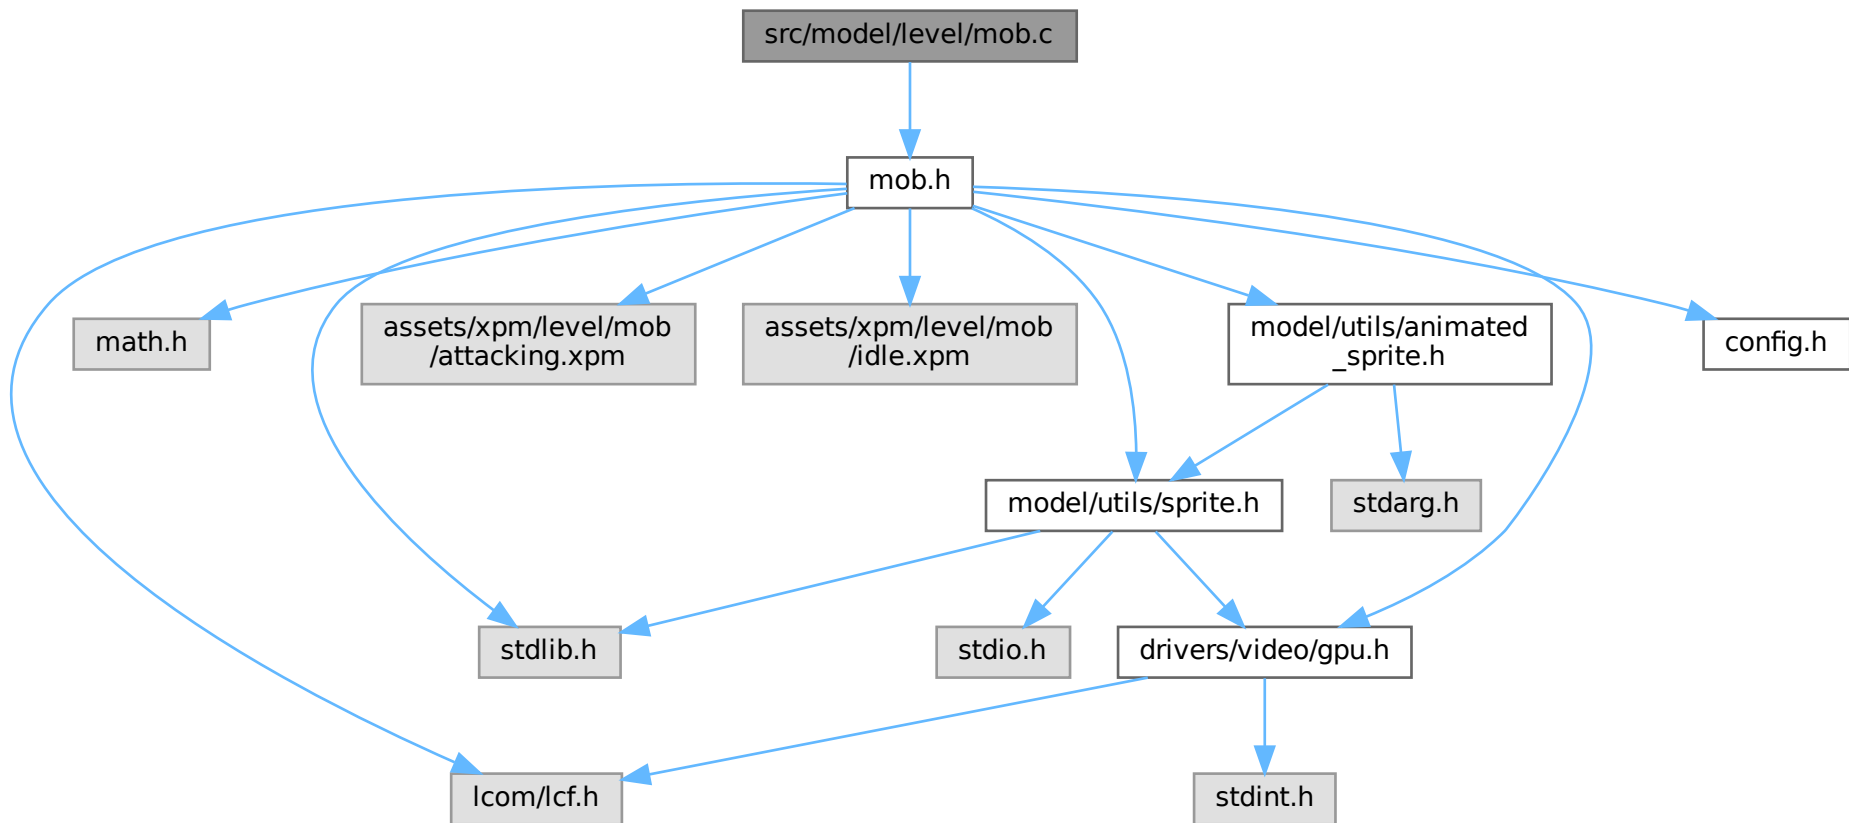 src/model/level/mob.c
mob.h
math.h
assets/xpm/level/mob
/attacking.xpm
assets/xpm/level/mob
/idle.xpm
model/utils/animated
_sprite.h
config.h
model/utils/sprite.h
stdarg.h
stdlib.h
stdio.h
drivers/video/gpu.h
lcom/lcf.h
stdint.h